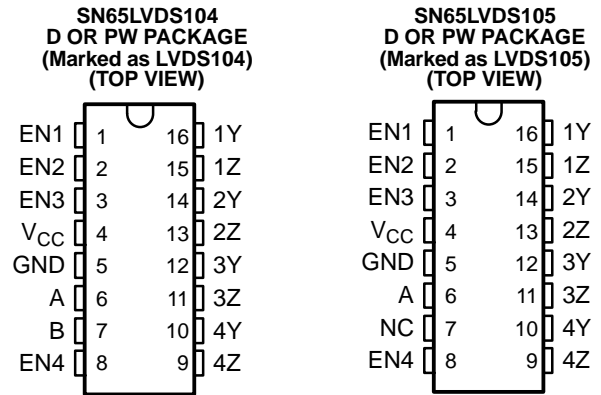 SN65LVDS104
D OR PW PACKAGE
(Marked as LVDS104)
(TOP VIEW)
EN1 1 16 1Y
EN2 2 15 1Z
EN3 3 14 2Y
VCC 4 13 2Z
GND 5 12 3Y
A 6 11 3Z
B 7 10 4Y
EN4 8 9 4Z
SN65LVDS105
D OR PW PACKAGE
(Marked as LVDS105)
(TOP VIEW)
EN1 1 16 1Y
EN2 2 15 1Z
EN3 3 14 2Y
VCC 4 13 2Z
GND 5 12 3Y
A 6 11 3Z
NC 7 10 4Y
EN4 8 9 4Z